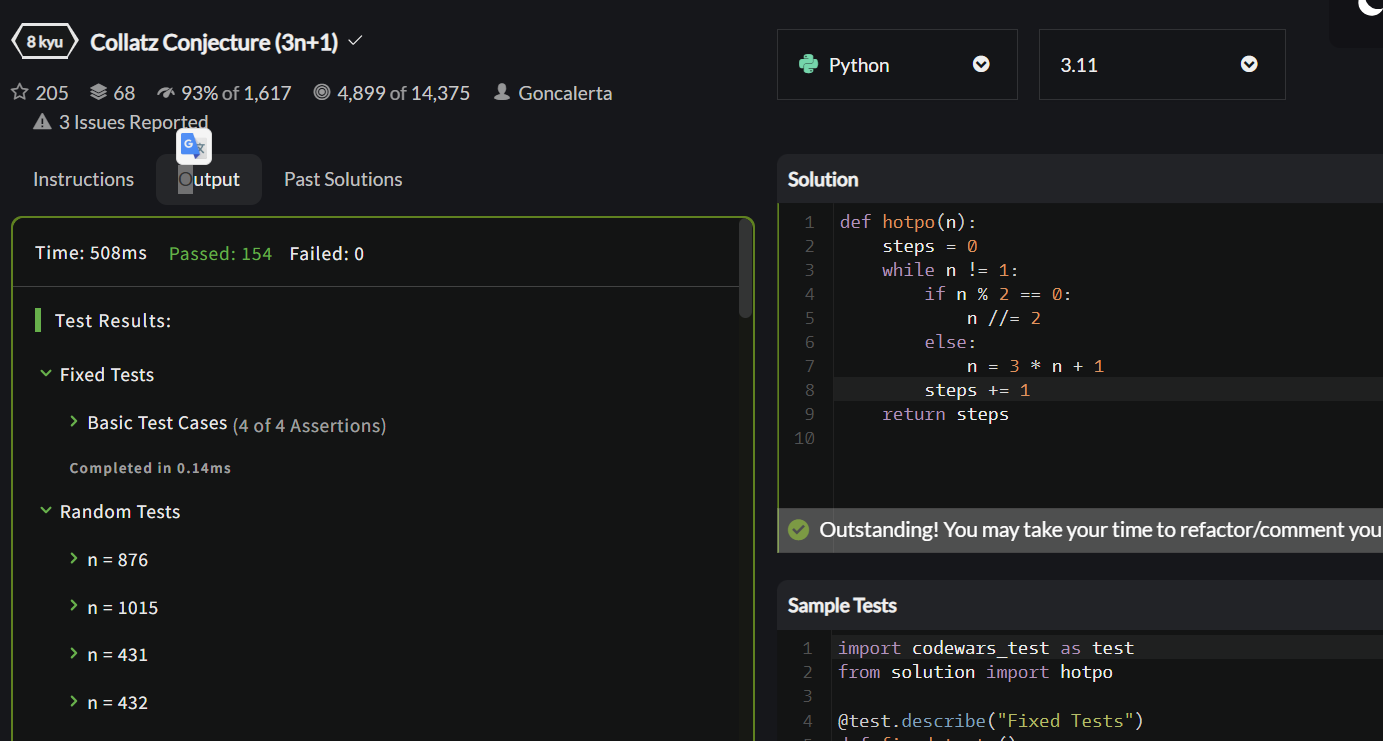 8 kyu Collatz Conjecture (3n+1)
205 68 93% of 1,617 4,899 of 14,375 Goncalerta
3 Issues Reported
Instructions Output Past Solutions
Time: 508ms Passed: 154 Failed: 0
Test Results:
Fixed Tests
Basic Test Cases (4 of 4 Assertions)
Completed in 0.14ms
Random Tests
n = 876
n = 1015
n = 431
n = 432
Python 3.11
Solution
1 def hotpo(n):
2 steps = 0
3 while n != 1:
4 if n % 2 == 0:
5 n //= 2
6 else:
7 n = 3 * n + 1
8 steps += 1
9 return steps
10
Outstanding! You may take your time to refactor/comment you
Sample Tests
1 import codewars_test as test
2 from solution import hotpo
3
4 @test.describe("Fixed Tests")